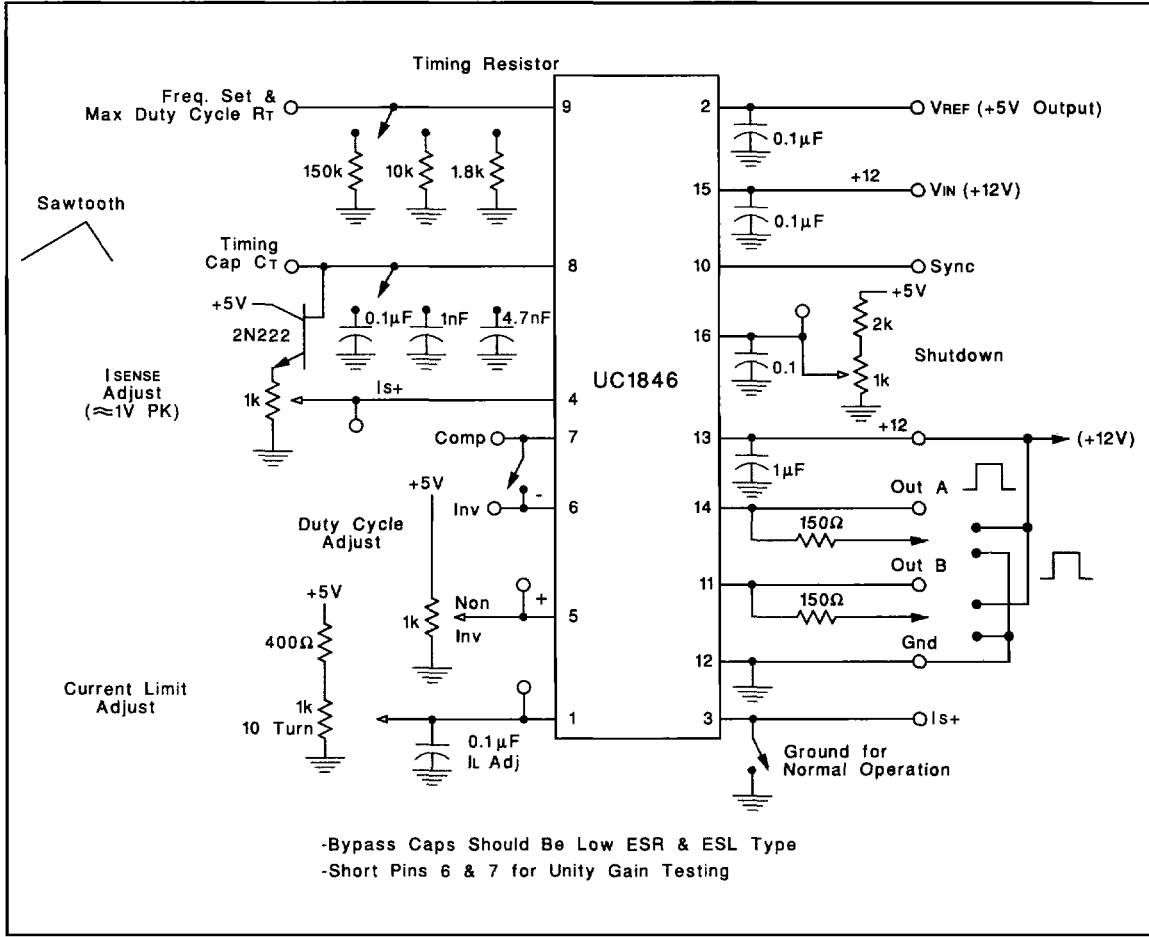 Timing Resistor
Freq. Set &
Max Duty Cycle RT
9
150k
10k
1.8k
Sawtooth
Timing
Cap CT
8
+5V
2N222
0.1µF
1nF
4.7nF
ISENSE
Adjust
(≈1V PK)
1k
Is+
4
Comp
7
-
Inv
6
+5V
Duty Cycle
Adjust
1k
Non
Inv
+
5
+5V
400Ω
Current Limit
Adjust
1k
10 Turn
1
0.1µF
IL Adj
UC1846
2
VREF (+5V Output)
0.1µF
15
+12
VIN (+12V)
0.1µF
10
Sync
+5V
2k
16
0.1
1k
Shutdown
13
+12
(+12V)
1µF
Out A
14
150Ω
Out B
11
150Ω
Gnd
12
3
Is+
Ground for
Normal Operation
-Bypass Caps Should Be Low ESR & ESL Type
-Short Pins 6 & 7 for Unity Gain Testing